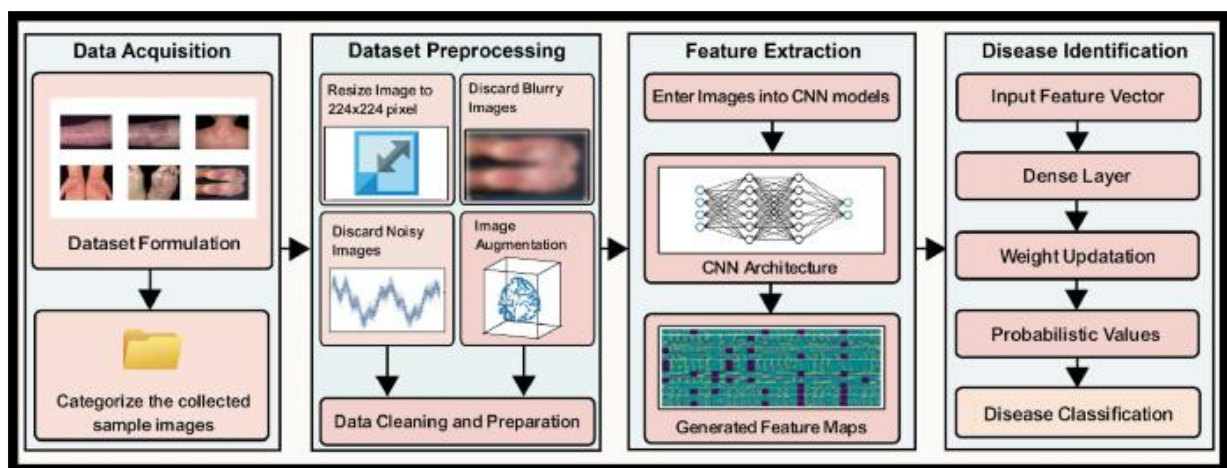 Data Acquisition
Dataset Formulation
Categorize the collected
sample images
Dataset Preprocessing
Resize Image to
224x224 pixel
Discard Blurry
Images
Discard Noisy
Images
Image
Augmentation
Data Cleaning and Preparation
Feature Extraction
Enter Images into CNN models
CNN Architecture
Generated Feature Maps
Disease Identification
Input Feature Vector
Dense Layer
Weight Updatation
Probabilistic Values
Disease Classification